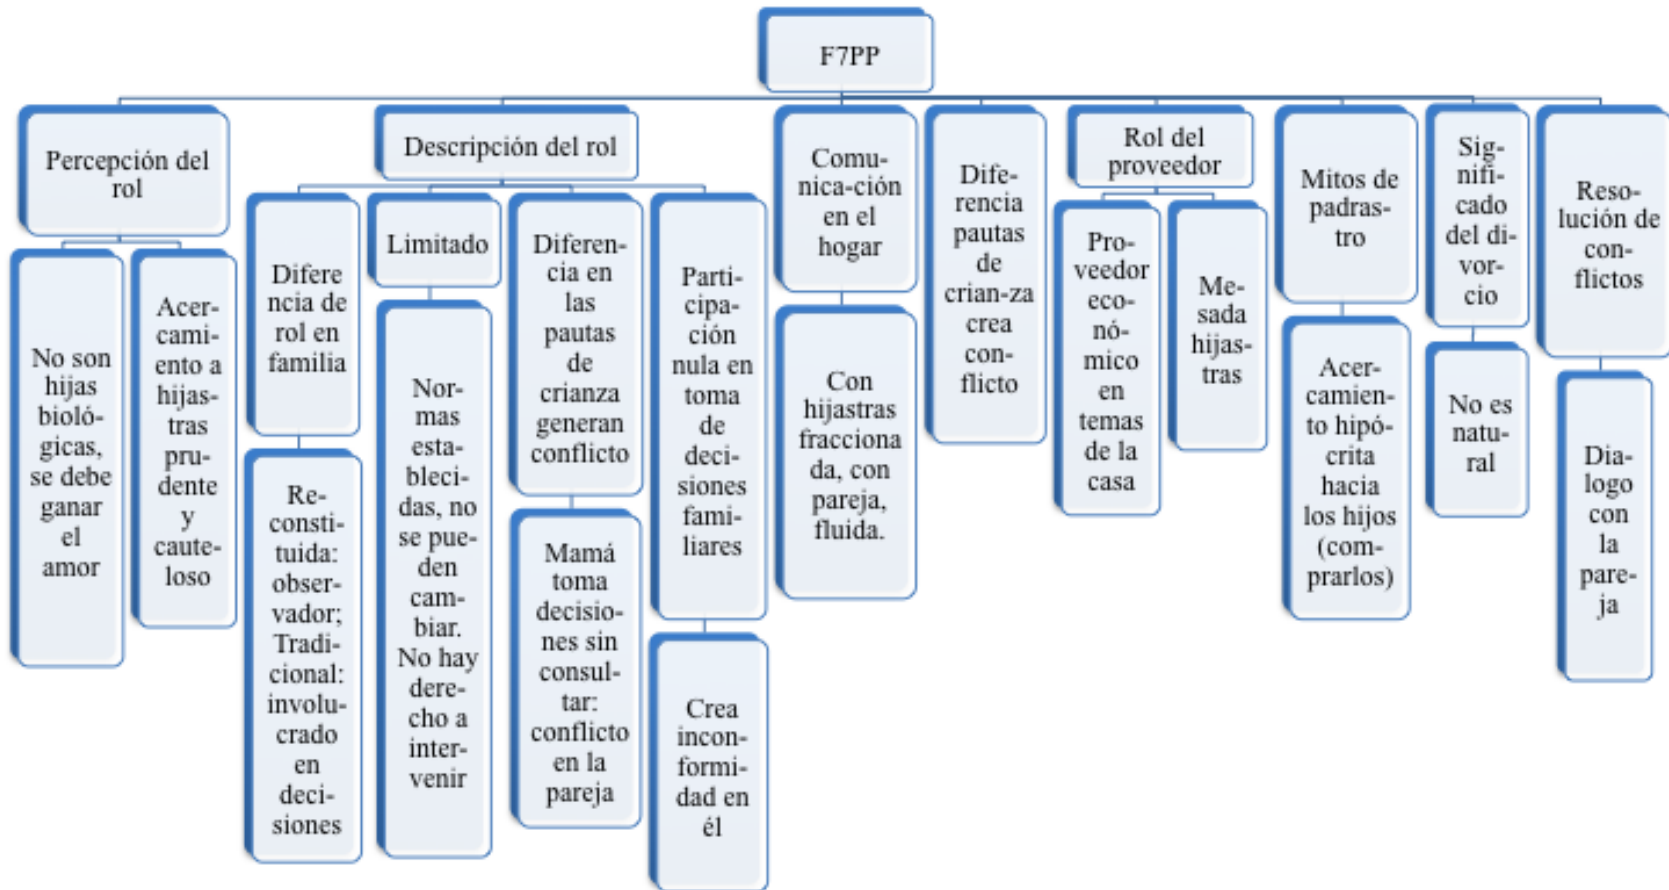 F7PP
Percepción del
rol
No son
hijas
bioló-
gicas,
se debe
ganar
el
amor
Acer-
cami-
ento a
hijas-
tras
pru-
dente
y
caute-
loso
Descripción del rol
Difere
ncia de
rol en
familia
Re-
consti-
tuida:
obser-
vador;
Tradi-
cional:
involu-
crado
en
deci-
siones
Limitado
Nor-
mas
esta-
bleci-
das, no
se pue-
den
cam-
biar.
No hay
dere-
cho a
inter-
venir
Diferen-
cia en
las
pautas
de
crianza
generan
conflicto
Mamá
toma
decisio-
nes sin
consul-
tar:
conflicto
en la
pareja
Parti-
cipación
nula en
toma
de
deci-
siones
fami-
liares
Crea
incon-
formi-
dad en
él
Comu-
nica-ción
en el
hogar
Con
hijastras
fracciona
da, con
pareja,
fluida.
Dife-
rencia
pautas
de
crian-za
crea
con-
flicto
Rol del
proveedor
Pro-
veedor
eco-
nó-
mico
en
temas
de la
casa
Me-
sada
hijas-
tras
Mitos de
padras-
tro
Acer-
camien-
to hipó-
crita
hacia
los hijos
(com-
prarlos)
Sig-
nifi-
cado
del di-
vor-
cio
No es
natu-
ral
Reso-
lución de
con-
flictos
Dia-
logo
con
la
pare-
ja